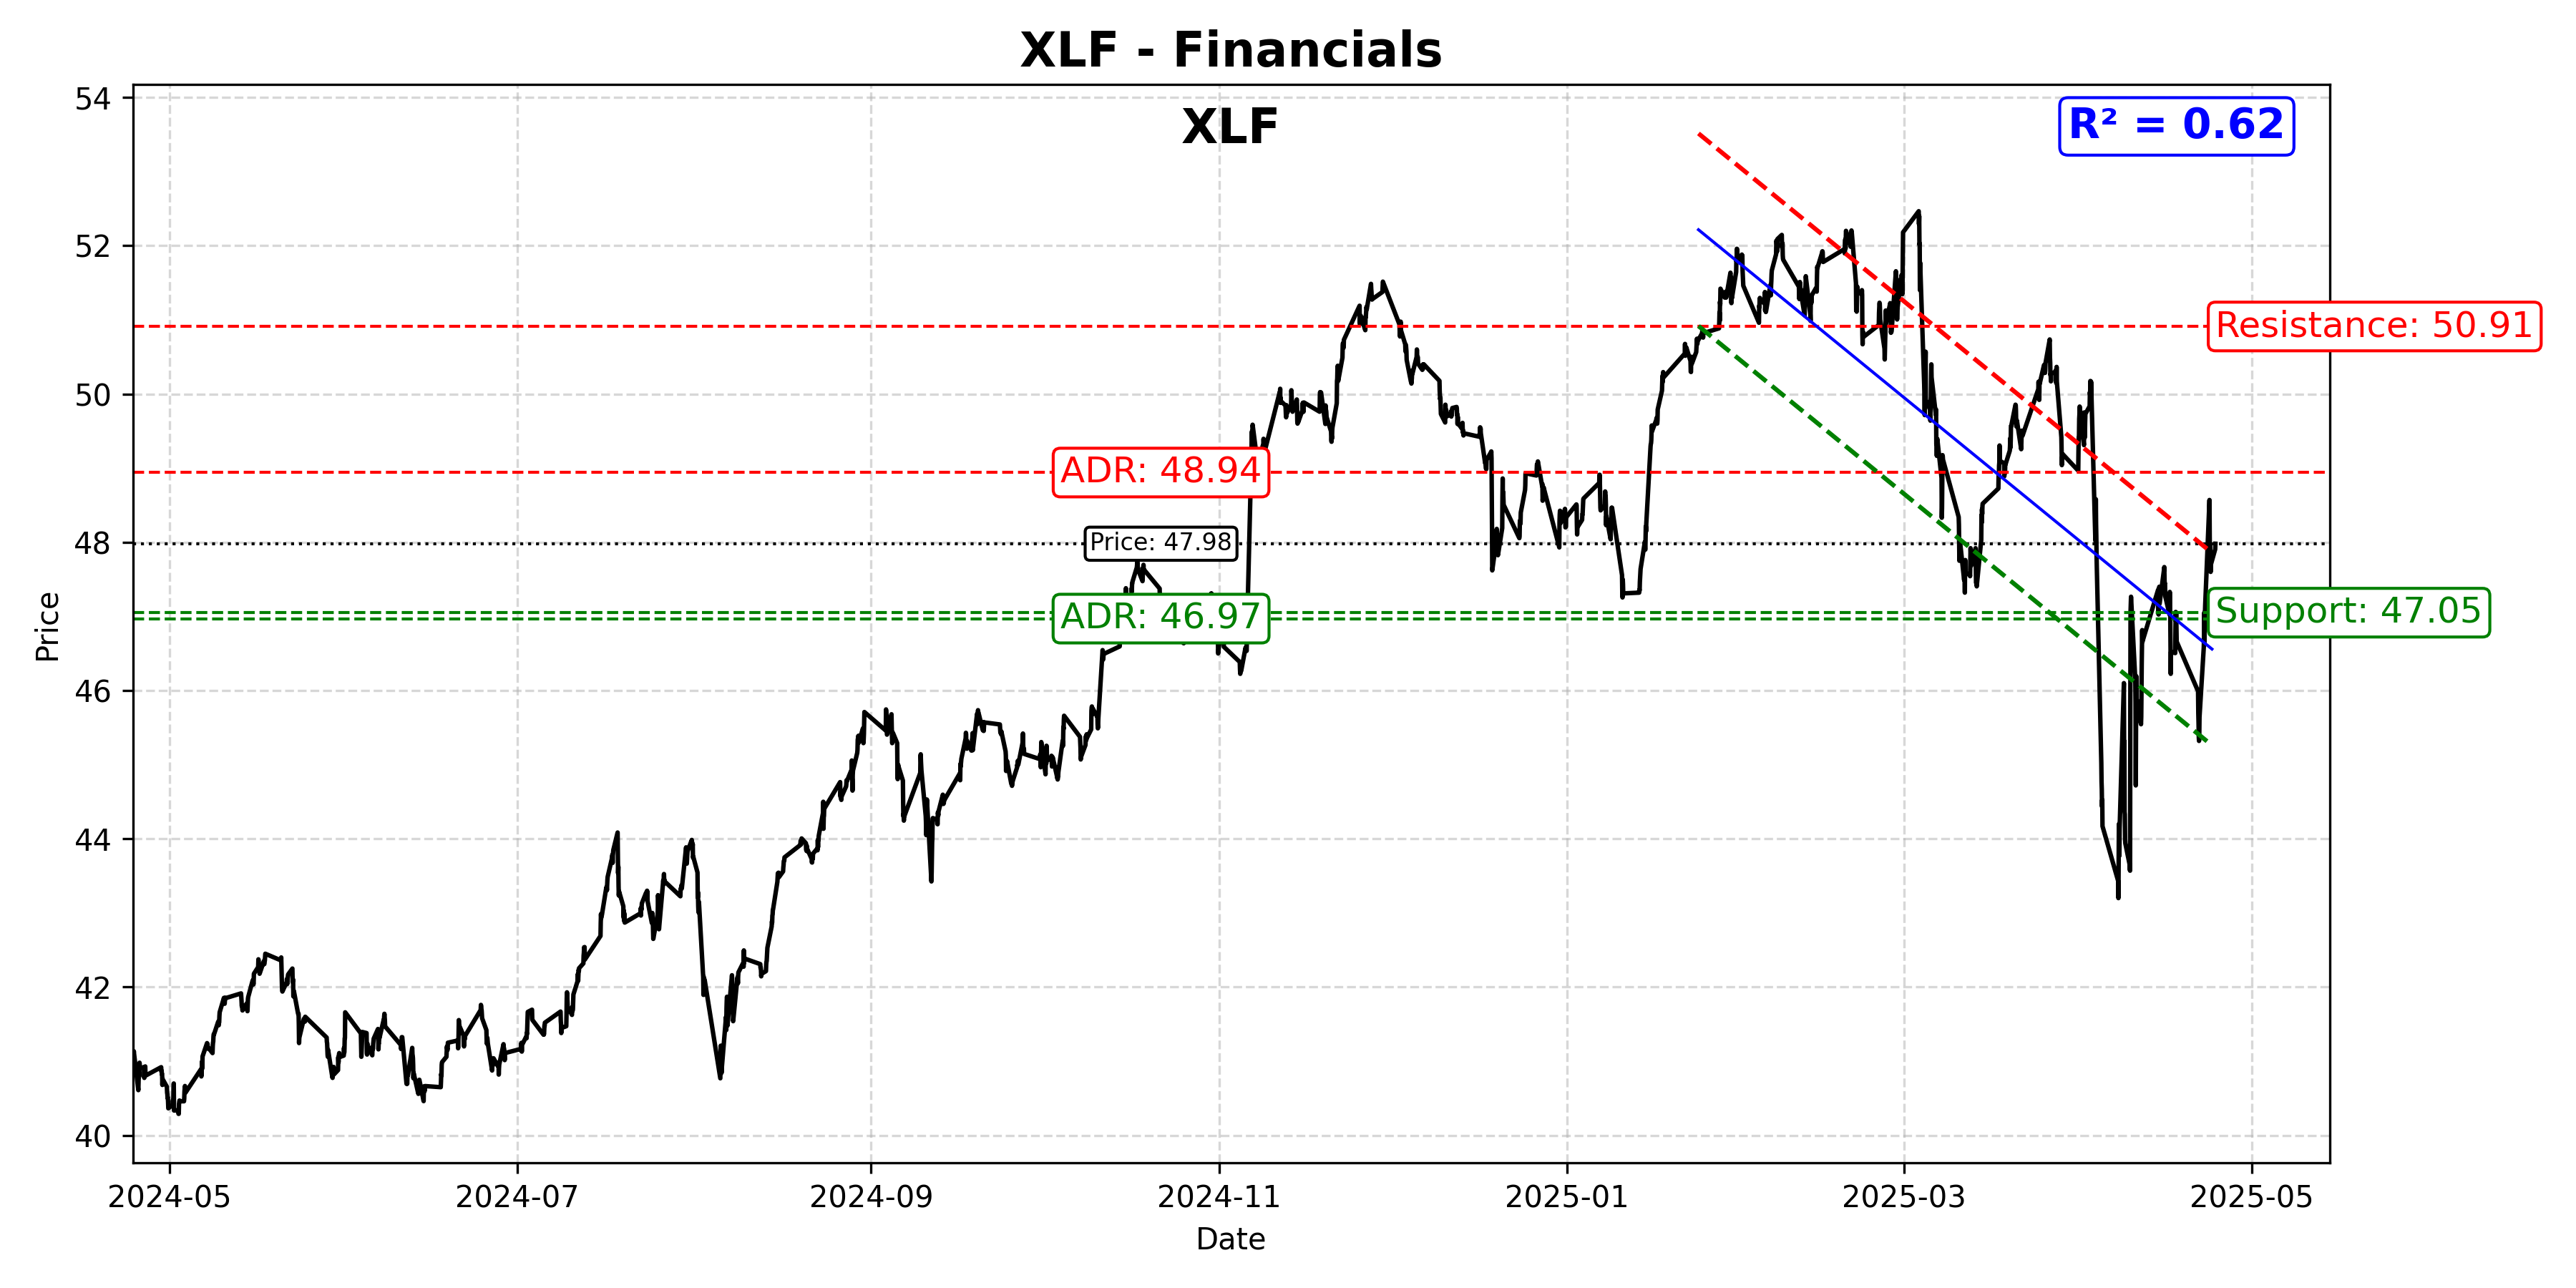 XLF - Financials
XLF
R² = 0.62
54
52
50
48
46
44
42
40
Price
Resistance: 50.91
ADR: 48.94
Price: 47.98
ADR: 46.97
Support: 47.05
2024-05
2024-07
2024-09
2024-11
2025-01
2025-03
2025-05
Date